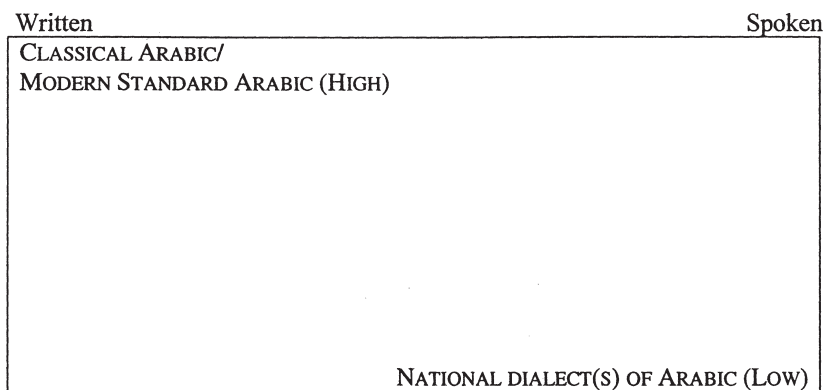 Written Spoken
CLASSICAL ARABIC/
MODERN STANDARD ARABIC (HIGH)
NATIONAL DIALECT(S) OF ARABIC (LOW)